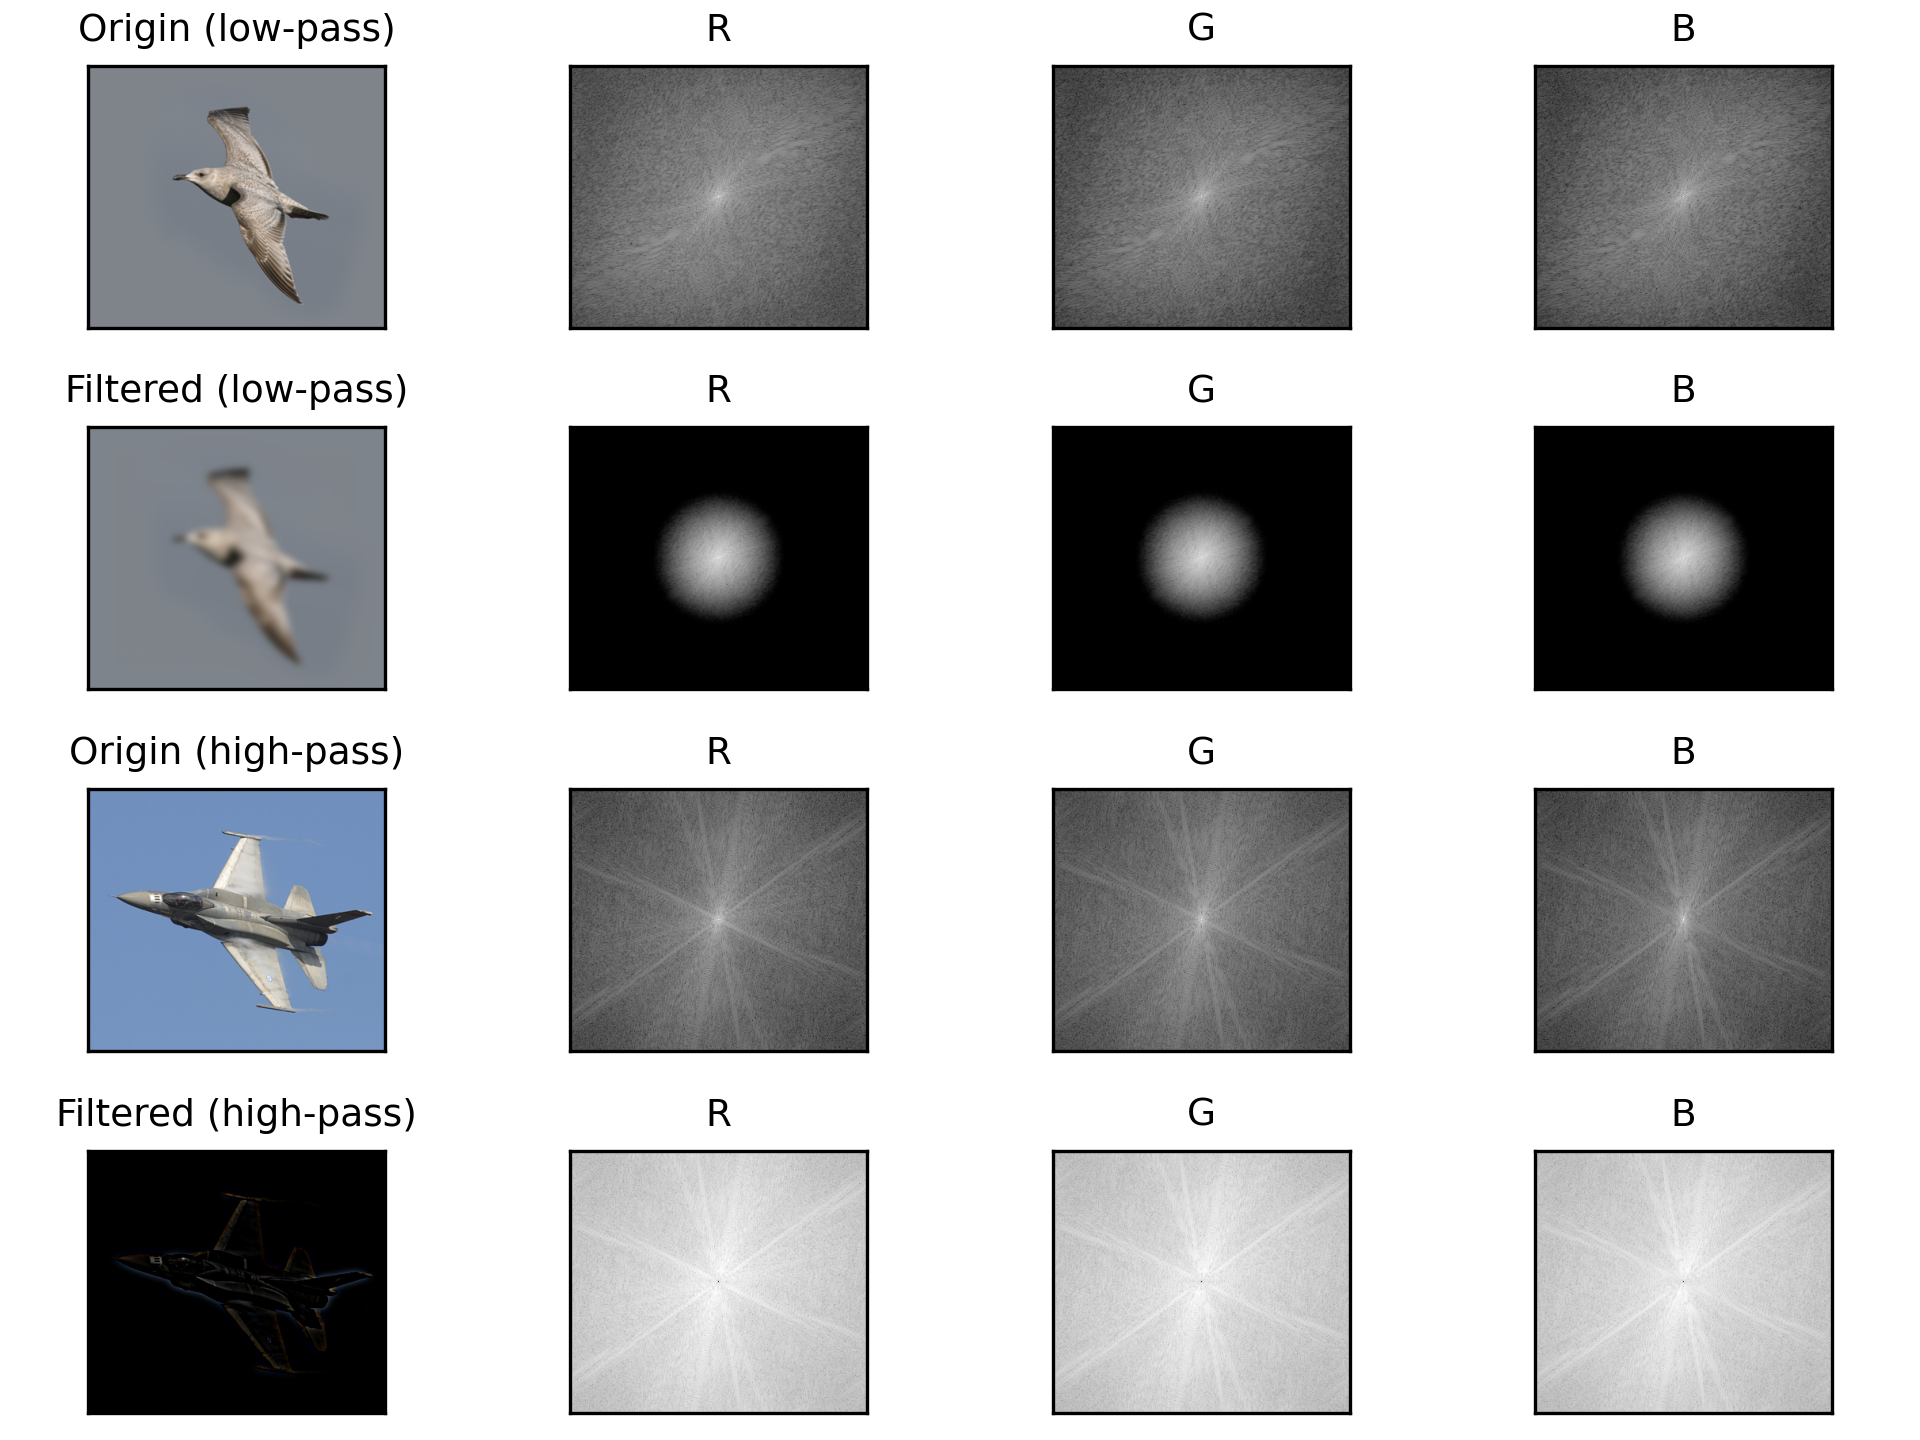 Origin (low-pass)
R
G
B
Filtered (low-pass)
R
G
B
Origin (high-pass)
R
G
B
Filtered (high-pass)
R
G
B